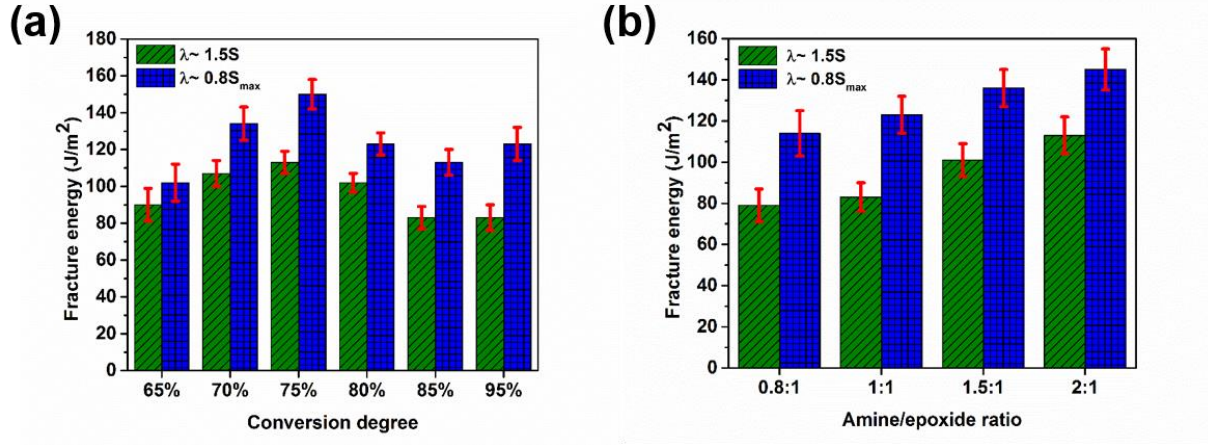 (a)
180
160
140
120
100
80
60
40
20
0
Fracture energy (J/m²)
λ~ 1.5S
λ~ 0.8Smax
65% 70% 75% 80% 85% 95%
Conversion degree
(b)
160
140
120
100
80
60
40
20
0
Fracture energy (J/m²)
λ~ 1.5S
λ~ 0.8Smax
0.8:1 1:1 1.5:1 2:1
Amine/epoxide ratio